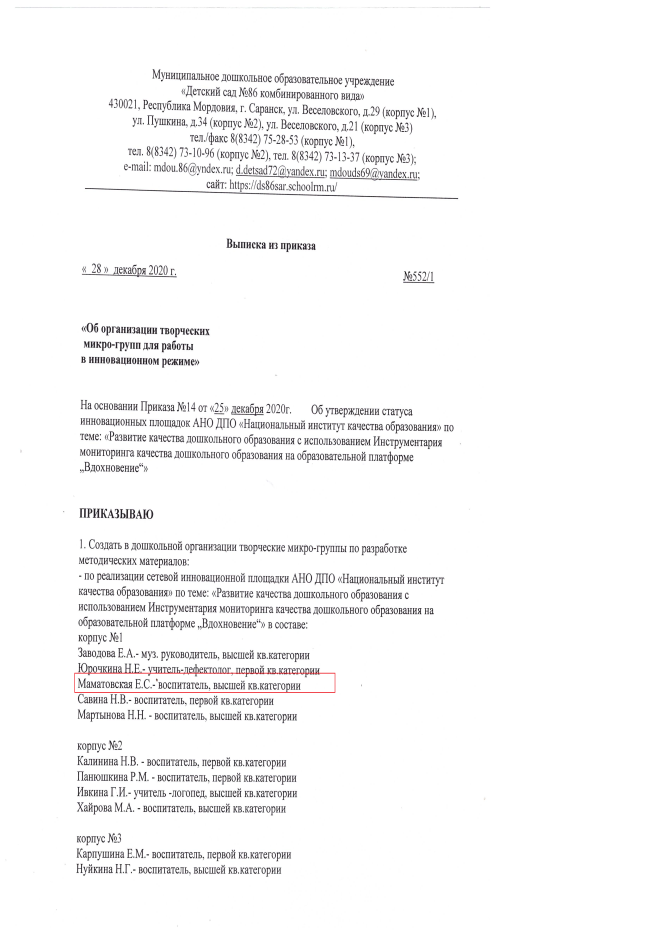 Муниципальное дошкольное образовательное учреждение
«Детский сад №86 комбинированного вида»
430021, Республика Мордовия, г. Саранск, ул. Веселовского, д.29 (корпус №1),
ул. Пушкина, д.34 (корпус №2), ул. Веселовского, д.21 (корпус №3)
тел./факс 8(8342) 75-28-53 (корпус №1),
тел. 8(8342) 73-10-96 (корпус №2), тел. 8(8342) 73-13-37 (корпус №3);
e-mail: mdou.86@yndex.ru; d.detsad72@yandex.ru; mdouds69@yandex.ru;
сайт: https://ds86sar.schoolrm.ru/
Выписка из приказа
« 28 » декабря 2020 г. №552/1
«Об организации творческих
микро-групп для работы
в инновационном режиме»
На основании Приказа №14 от «25» декабря 2020г. Об утверждении статуса
инновационных площадок АНО ДПО «Национальный институт качества образования» по
теме: «Развитие качества дошкольного образования с использованием Инструментария
мониторинга качества дошкольного образования на образовательной платформе
„Вдохновение“»
ПРИКАЗЫВАЮ
1. Создать в дошкольной организации творческие микро-группы по разработке
методических материалов:
- по реализации сетевой инновационной площадки АНО ДПО «Национальный институт
качества образования» по теме: «Развитие качества дошкольного образования с
использованием Инструментария мониторинга качества дошкольного образования на
образовательной платформе „Вдохновение“» в составе:
корпус №1
Заводова Е.А.- муз. руководитель, высшей кв.категории
Юрочкина Н.Е.- учитель-дефектолог, первой кв.категории
Маматовская Е.С.- воспитатель, высшей кв.категории
Савина Н.В.- воспитатель, первой кв.категории
Мартынова Н.Н. - воспитатель, высшей кв.категории
корпус №2
Калинина Н.В. - воспитатель, первой кв.категории
Панюшкина Р.М. - воспитатель, первой кв.категории
Ивкина Г.И.- учитель -логопед, высшей кв.категории
Хайрова М.А. - воспитатель, высшей кв.категории
корпус №3
Карпушина Е.М.- воспитатель, первой кв.категории
Нуйкина Н.Г.- воспитатель, высшей кв.категории